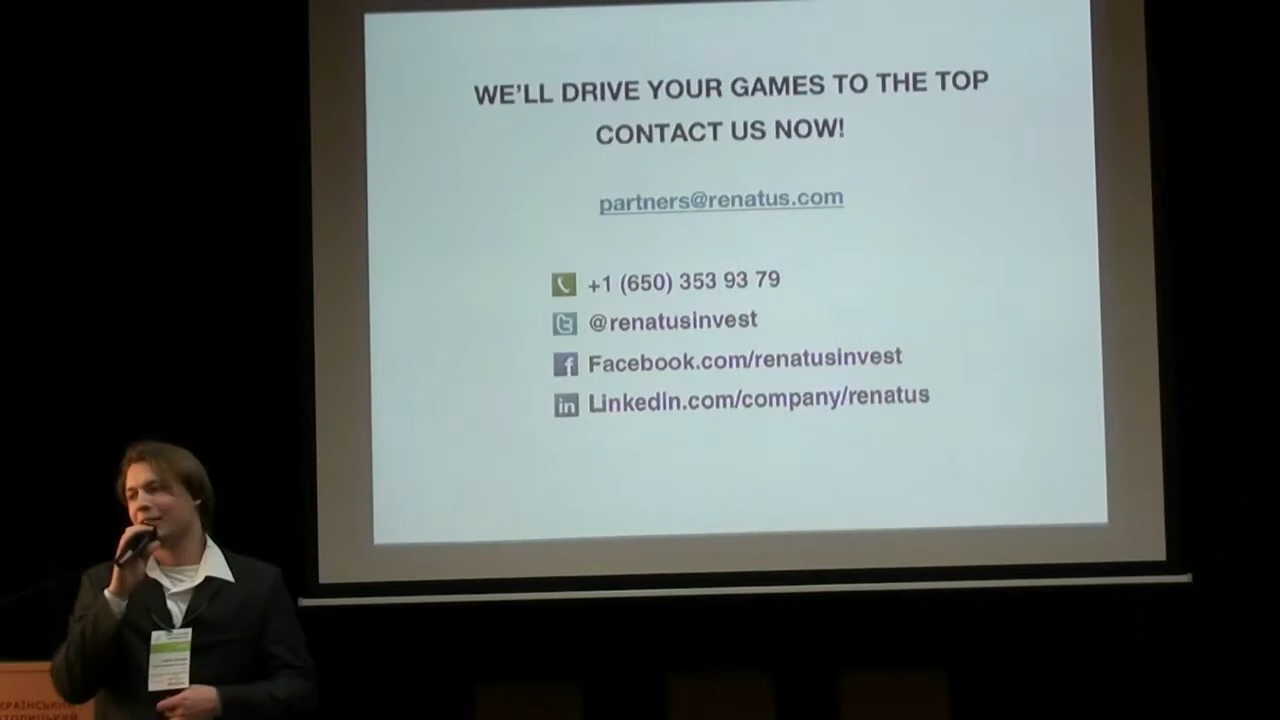 WE'LL DRIVE YOUR GAMES TO THE TOP
CONTACT US NOW!
partners@renatus.com
+1 (650) 353 93 79
@renatusinvest
Facebook.com/renatusinvest
LinkedIn.com/company/renatus